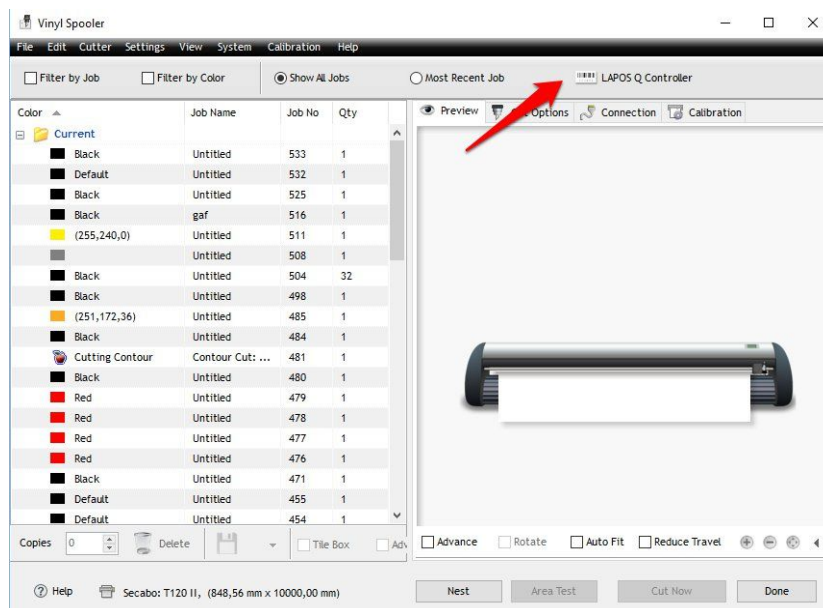 Vinyl Spooler
File Edit Cutter Settings View System Calibration Help
Filter by Job Filter by Color Show All Jobs Most Recent Job LAPOS Q Controller
Color Job Name Job No Qty
Preview Options Connection Calibration
Current
Black Untitled 533 1
Default Untitled 532 1
Black Untitled 525 1
Black gaf 516 1
(255,240,0) Untitled 511 1
Untitled 508 1
Black Untitled 504 32
Black Untitled 498 1
(251,172,36) Untitled 485 1
Black Untitled 484 1
Cutting Contour Contour Cut: ... 481 1
Black Untitled 480 1
Red Untitled 479 1
Red Untitled 478 1
Red Untitled 477 1
Red Untitled 476 1
Black Untitled 471 1
Default Untitled 455 1
Default Untitled 454 1
Copies 0 Delete Tile Box Adv
Advance Rotate Auto Fit Reduce Travel
Help Secabo: T120 II, (848,56 mm x 10000,00 mm)
Nest Area Test Cut Now Done